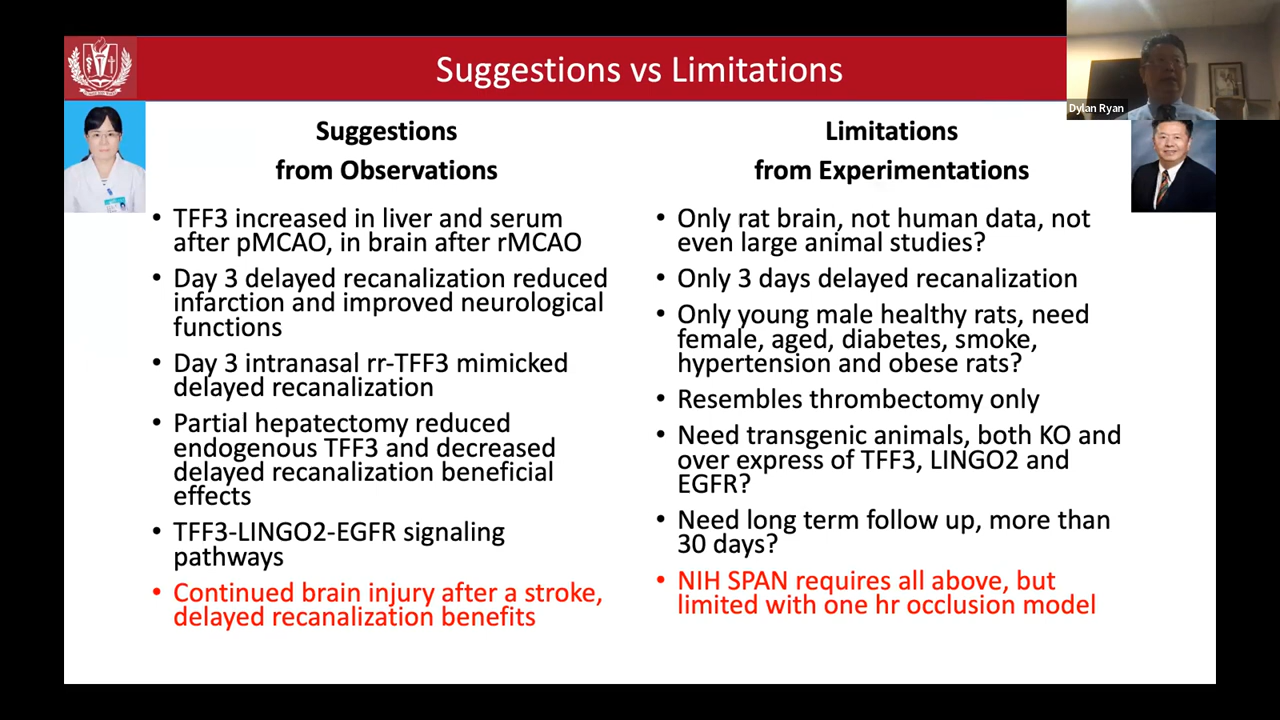 Suggestions vs Limitations
Dylan Ryan
Suggestions
from Observations
• TFF3 increased in liver and serum
after pMCAO, in brain after rMCAO
• Day 3 delayed recanalization reduced
infarction and improved neurological
functions
• Day 3 intranasal rr-TFF3 mimicked
delayed recanalization
• Partial hepatectomy reduced
endogenous TFF3 and decreased
delayed recanalization beneficial
effects
• TFF3-LINGO2-EGFR signaling
pathways
• Continued brain injury after a stroke,
delayed recanalization benefits
Limitations
from Experimentations
• Only rat brain, not human data, not
even large animal studies?
• Only 3 days delayed recanalization
• Only young male healthy rats, need
female, aged, diabetes, smoke,
hypertension and obese rats?
• Resembles thrombectomy only
• Need transgenic animals, both KO and
over express of TFF3, LINGO2 and
EGFR?
• Need long term follow up, more than
30 days?
• NIH SPAN requires all above, but
limited with one hr occlusion model